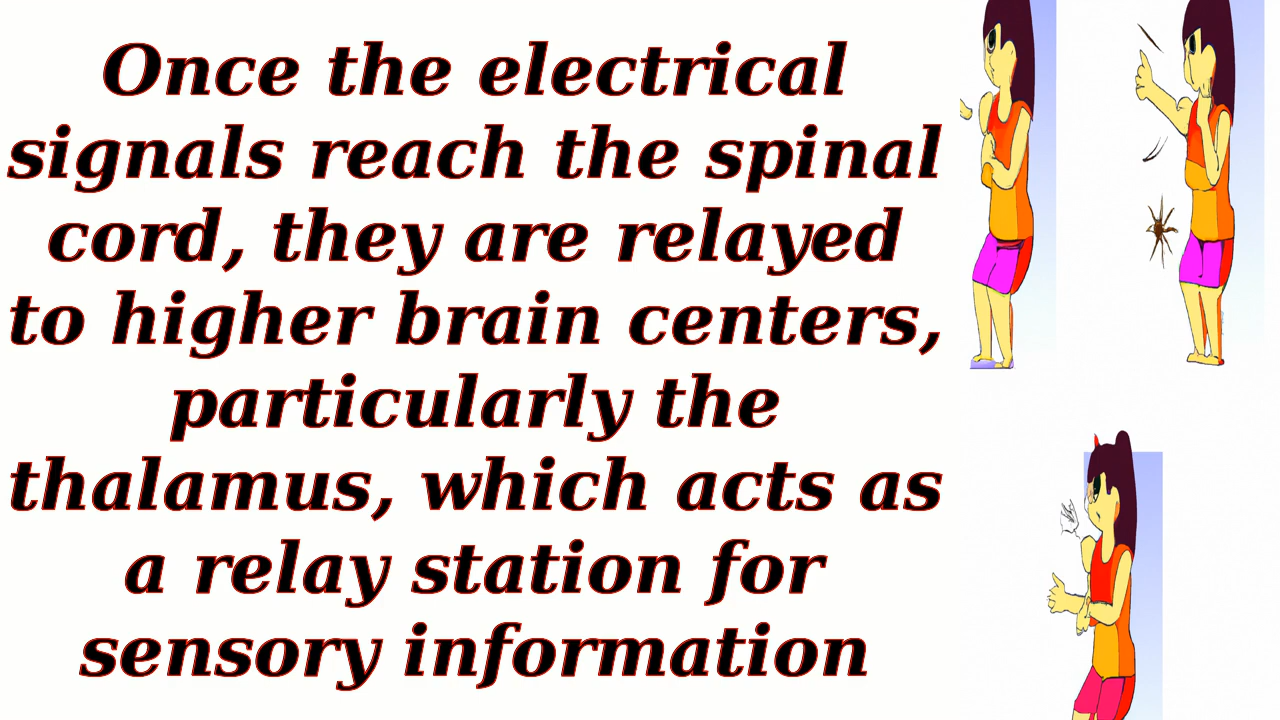 Once the electrical
signals reach the spinal
cord, they are relayed
to higher brain centers,
particularly the
thalamus, which acts as
a relay station for
sensory information